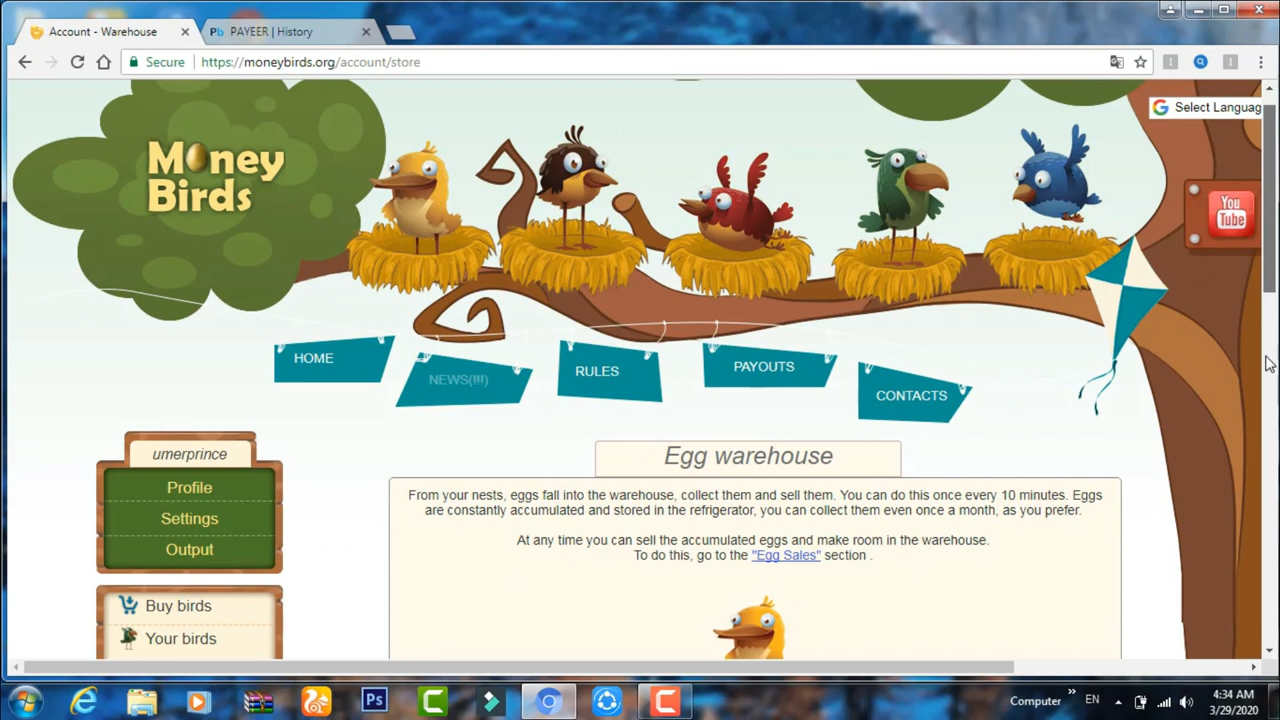 Account - Warehouse
PAYEER | History
Secure
https://moneybirds.org/account/store
Select Languag
Money
Birds
You
Tube
HOME
NEWS(!!!)
RULES
PAYOUTS
CONTACTS
umerprince
Profile
Settings
Output
Buy birds
Your birds
Egg warehouse
From your nests, eggs fall into the warehouse, collect them and sell them. You can do this once every 10 minutes. Eggs
are constantly accumulated and stored in the refrigerator, you can collect them even once a month, as you prefer.
At any time you can sell the accumulated eggs and make room in the warehouse.
To do this, go to the "Egg Sales" section .
Computer
EN
4:34 AM
3/29/2020